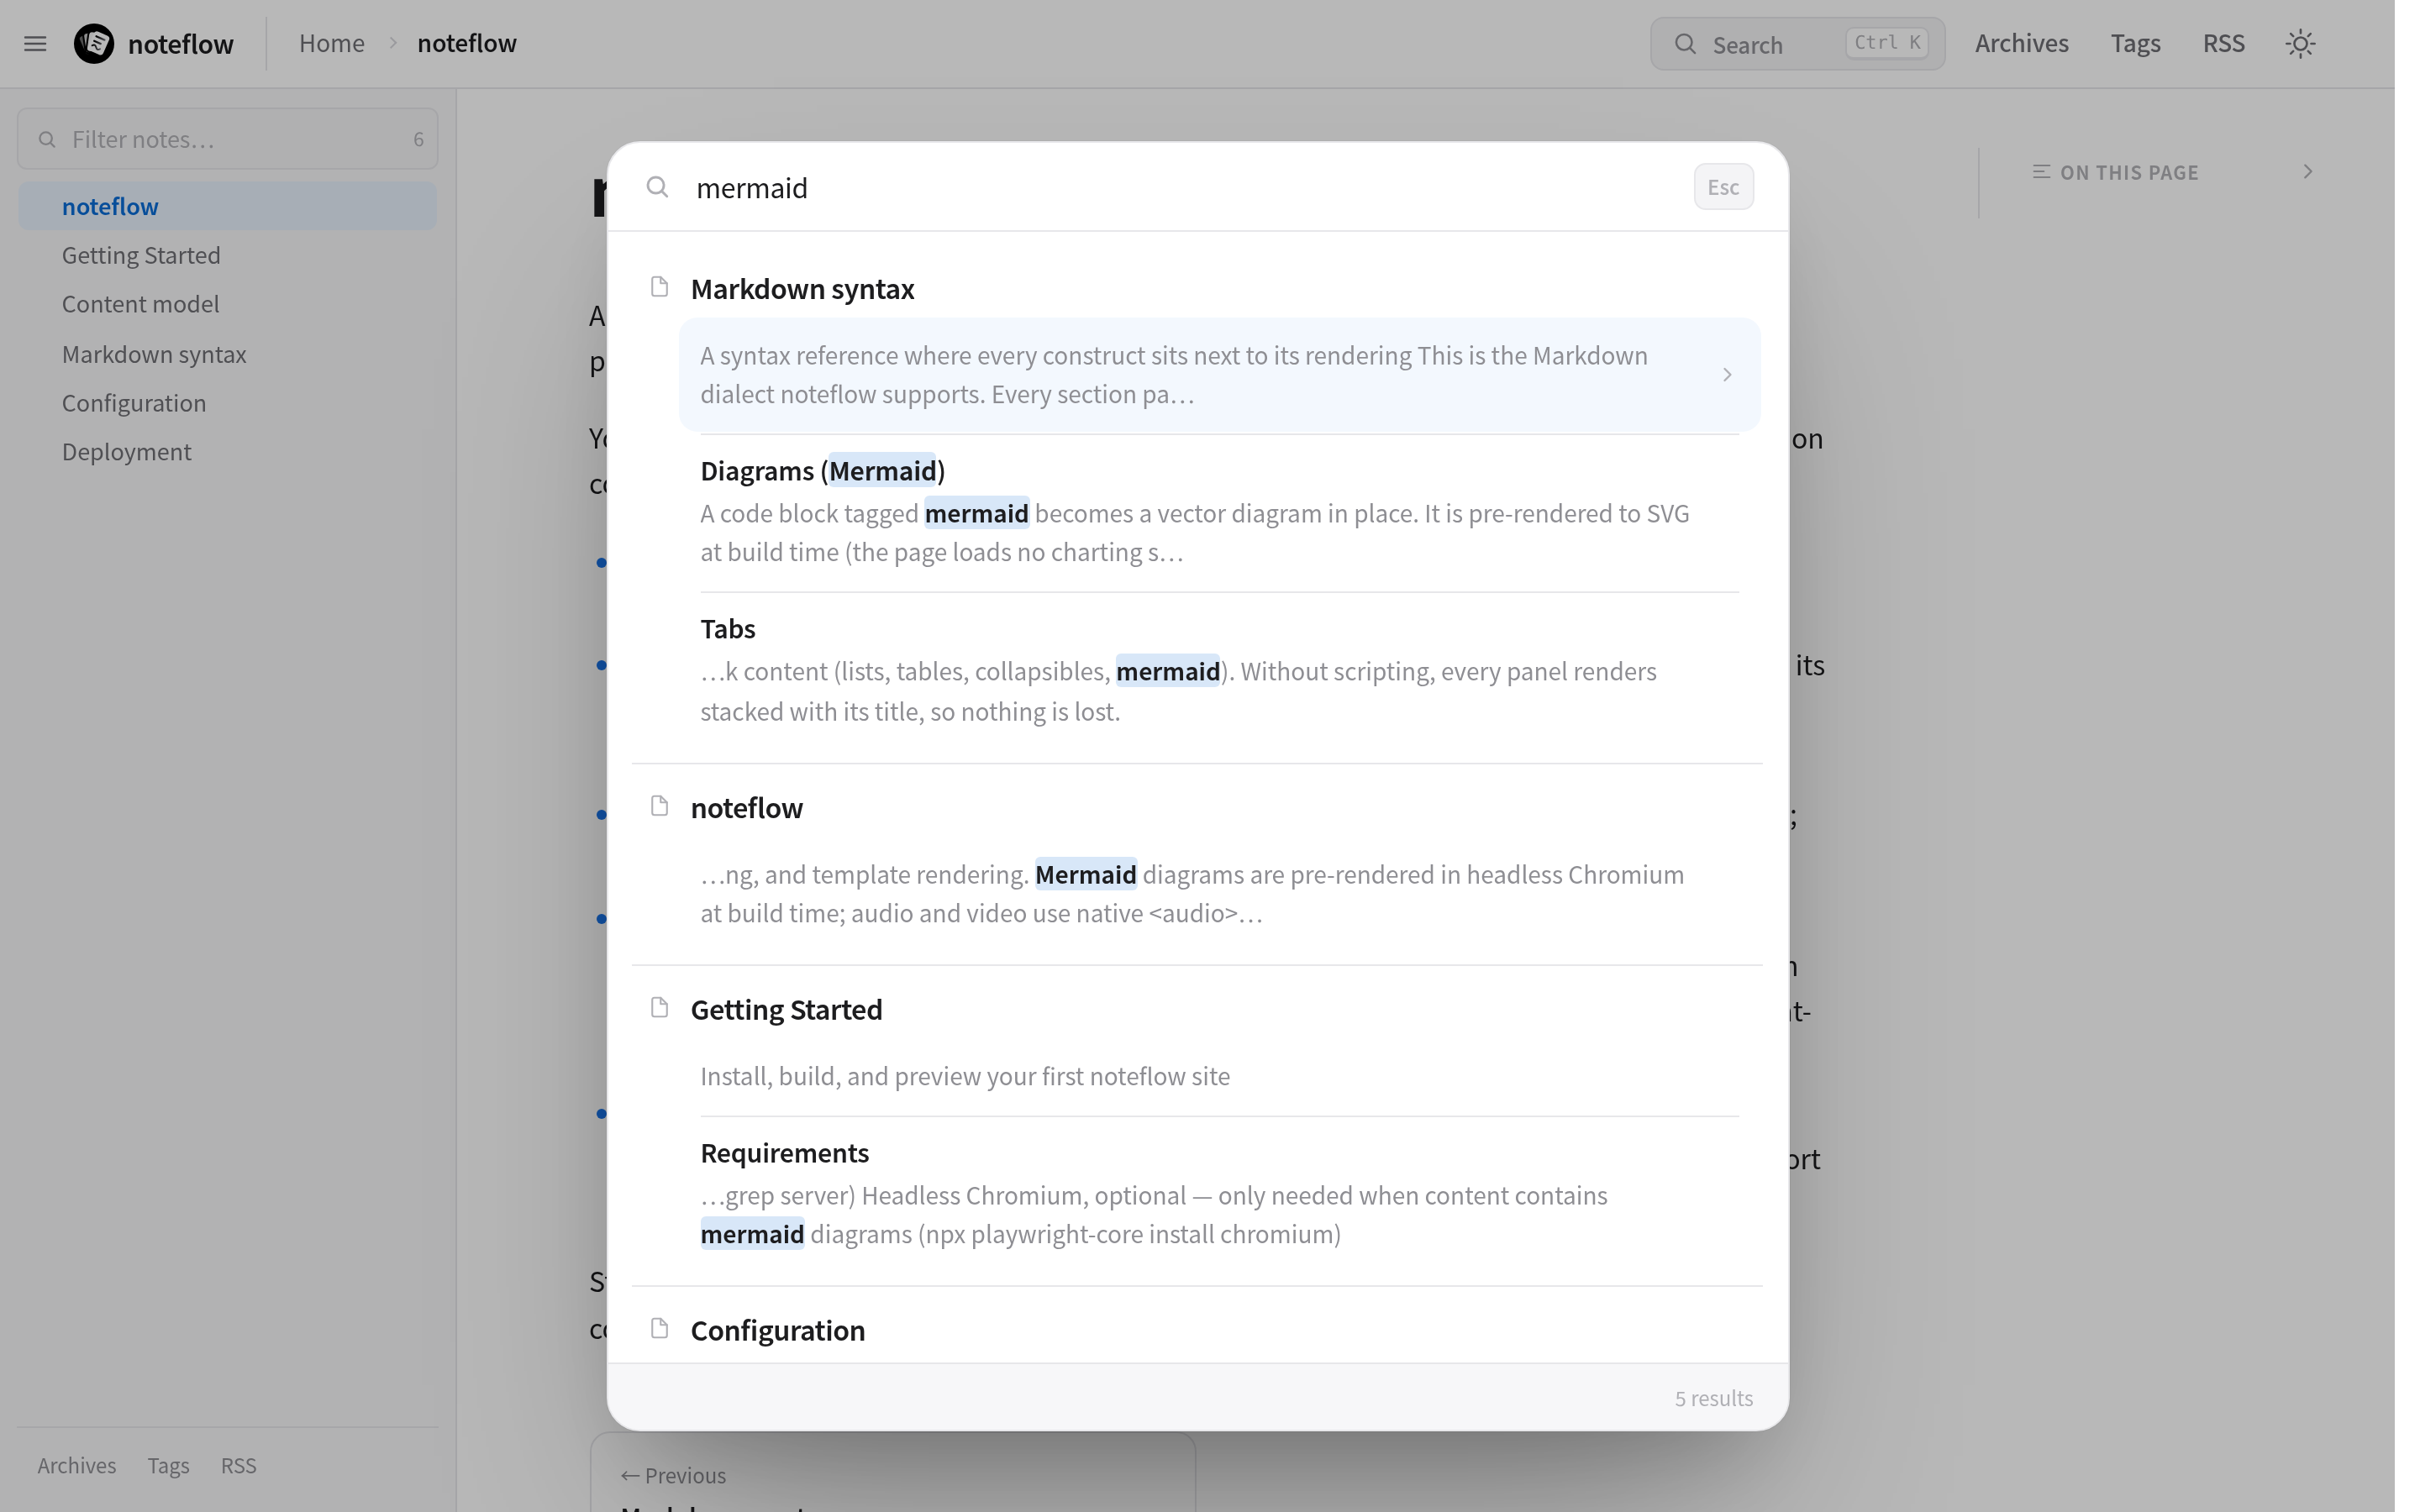 noteflow
Home > noteflow
Search Ctrl K
Archives Tags RSS
Filter notes… 6
noteflow
Getting Started
Content model
Markdown syntax
Configuration
Deployment
Archives Tags RSS
ON THIS PAGE
mermaid Esc
Markdown syntax
A syntax reference where every construct sits next to its rendering This is the Markdown
dialect noteflow supports. Every section pa…
Diagrams (Mermaid)
A code block tagged mermaid becomes a vector diagram in place. It is pre-rendered to SVG
at build time (the page loads no charting s…
Tabs
…k content (lists, tables, collapsibles, mermaid). Without scripting, every panel renders
stacked with its title, so nothing is lost.
noteflow
…ng, and template rendering. Mermaid diagrams are pre-rendered in headless Chromium
at build time; audio and video use native <audio>…
Getting Started
Install, build, and preview your first noteflow site
Requirements
…grep server) Headless Chromium, optional — only needed when content contains
mermaid diagrams (npx playwright-core install chromium)
Configuration
5 results
on
its
← Previous